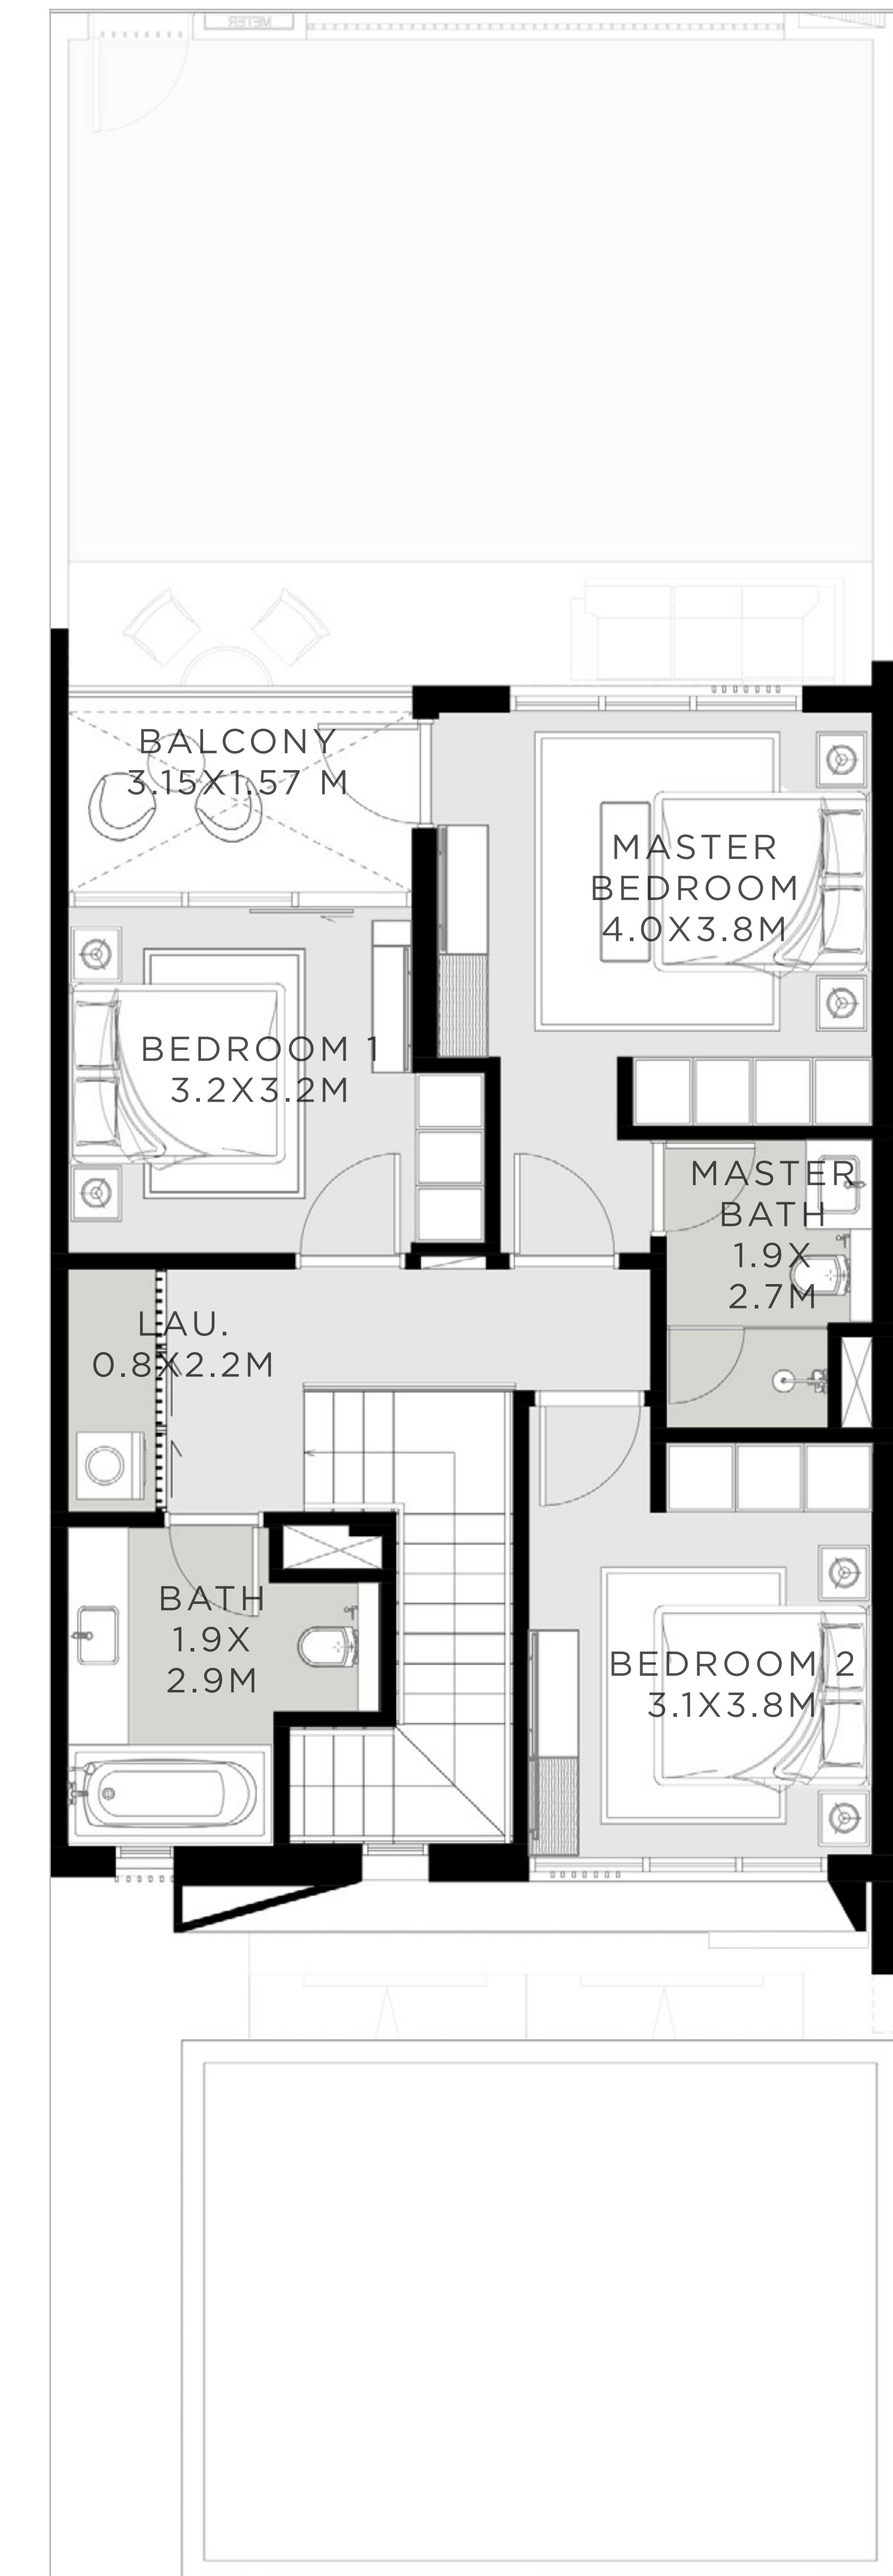 METER
BALCONY
3.15X1.57 M
MASTER
BEDROOM
4.0X3.8M
BEDROOM 1
3.2X3.2M
MASTER
BATH
1.9X
2.7M
LAU.
0.8X2.2M
BATH
1.9X
2.9M
BEDROOM 2
3.1X3.8M